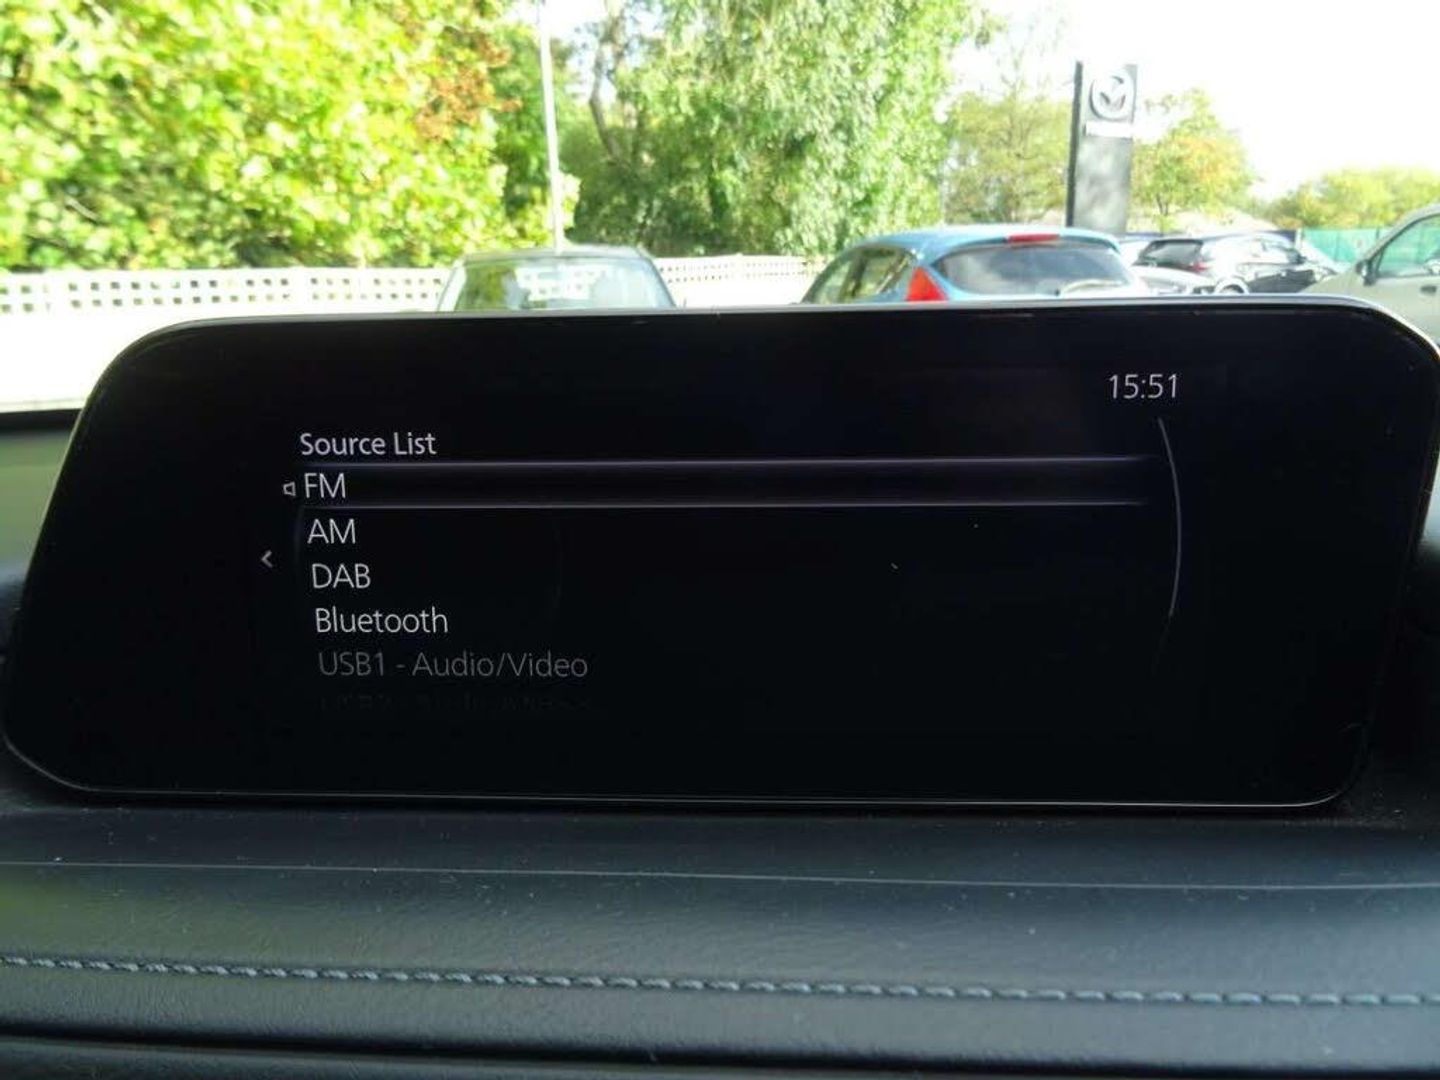 15:51
Source List
FM
AM
DAB
Bluetooth
USB1 - Audio/Video